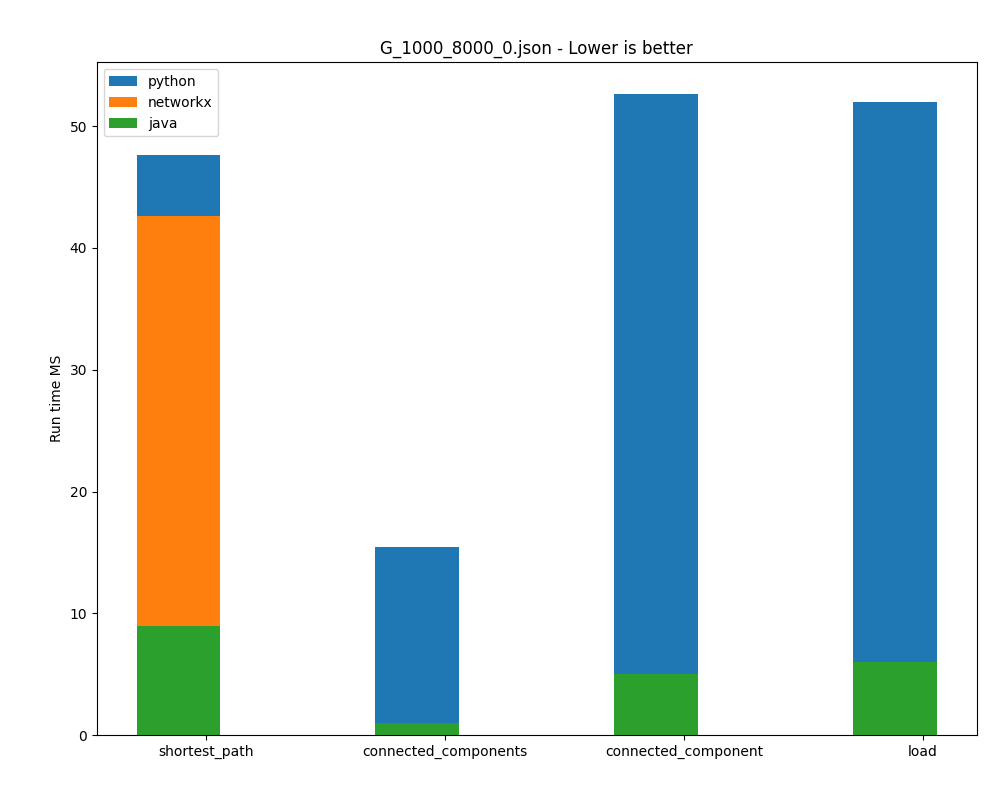 G_1000_8000_0.json - Lower is better
python
networkx
java
50
40
30
20
10
0
Run time MS
shortest_path
connected_components
connected_component
load